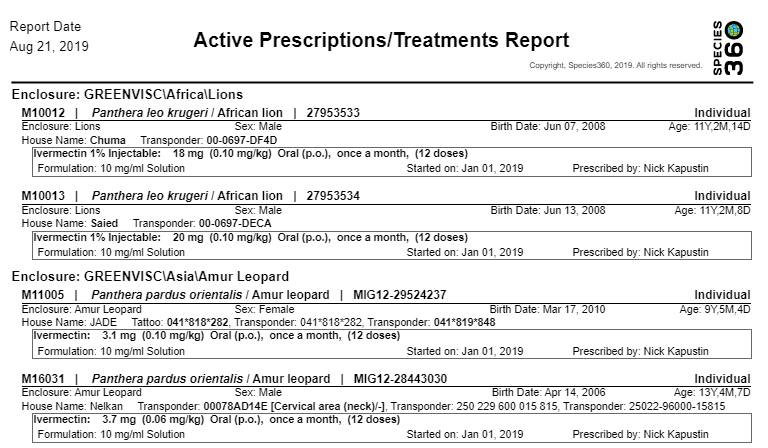 Report Date
Aug 21, 2019
Active Prescriptions/Treatments Report
SPECIES
360
Copyright, Species360, 2019. All rights reserved.
Enclosure: GREENVISC\Africa\Lions
M10012 | Panthera leo krugeri / African lion | 27953533 Individual
Enclosure: Lions Sex: Male Birth Date: Jun 07, 2008 Age: 11Y,2M,14D
House Name: Chuma Transponder: 00-0697-DF4D
Ivermectin 1% Injectable: 18 mg (0.10 mg/kg) Oral (p.o.), once a month, (12 doses)
Formulation: 10 mg/ml Solution Started on: Jan 01, 2019 Prescribed by: Nick Kapustin
M10013 | Panthera leo krugeri / African lion | 27953534 Individual
Enclosure: Lions Sex: Male Birth Date: Jun 13, 2008 Age: 11Y,2M,8D
House Name: Saied Transponder: 00-0697-DECA
Ivermectin 1% Injectable: 20 mg (0.10 mg/kg) Oral (p.o.), once a month, (12 doses)
Formulation: 10 mg/ml Solution Started on: Jan 01, 2019 Prescribed by: Nick Kapustin
Enclosure: GREENVISC\Asia\Amur Leopard
M11005 | Panthera pardus orientalis / Amur leopard | MIG12-29524237 Individual
Enclosure: Amur Leopard Sex: Female Birth Date: Mar 17, 2010 Age: 9Y,5M,4D
House Name: JADE Tattoo: 041*818*282, Transponder: 041*818*282, Transponder: 041*819*848
Ivermectin: 3.1 mg (0.10 mg/kg) Oral (p.o.), once a month, (12 doses)
Formulation: 10 mg/ml Solution Started on: Jan 01, 2019 Prescribed by: Nick Kapustin
M16031 | Panthera pardus orientalis / Amur leopard | MIG12-28443030 Individual
Enclosure: Amur Leopard Sex: Male Birth Date: Apr 14, 2006 Age: 13Y,4M,7D
House Name: Nelkan Transponder: 00078AD14E [Cervical area (neck)/-], Transponder: 250 229 600 015 815, Transponder: 25022-96000-15815
Ivermectin: 3.7 mg (0.06 mg/kg) Oral (p.o.), once a month, (12 doses)
Formulation: 10 mg/ml Solution Started on: Jan 01, 2019 Prescribed by: Nick Kapustin